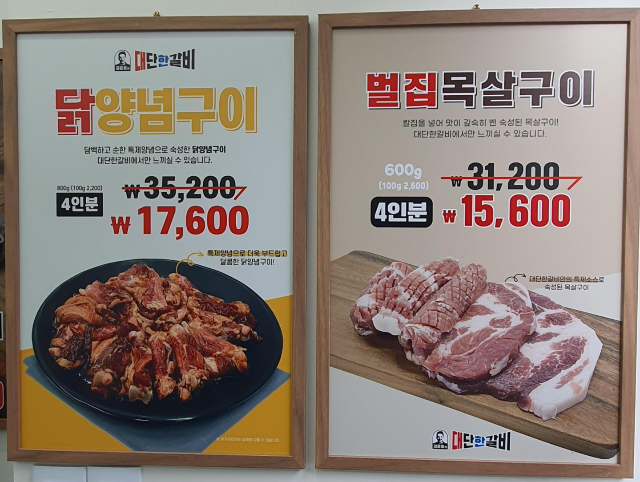 대단한갈비
닭양념구이
담백하고 순한 특제양념으로 숙성한 닭양념구이
대단한갈비에서만 느끼실 수 있습니다.
800g (100g 2,200)
4인분
₩35,200
₩17,600
특제양념으로 더욱 부드럽고
달콤한 닭양념구이!
벌집목살구이
칼집을 넣어 맛이 깊숙히 벤 숙성된 목살구이!
대단한갈비에서만 느끼실 수 있습니다.
600g
(100g 2,600)
4인분
₩31,200
₩15,600
대단한갈비만의 특제소스로
숙성된 목살구이
대단한갈비